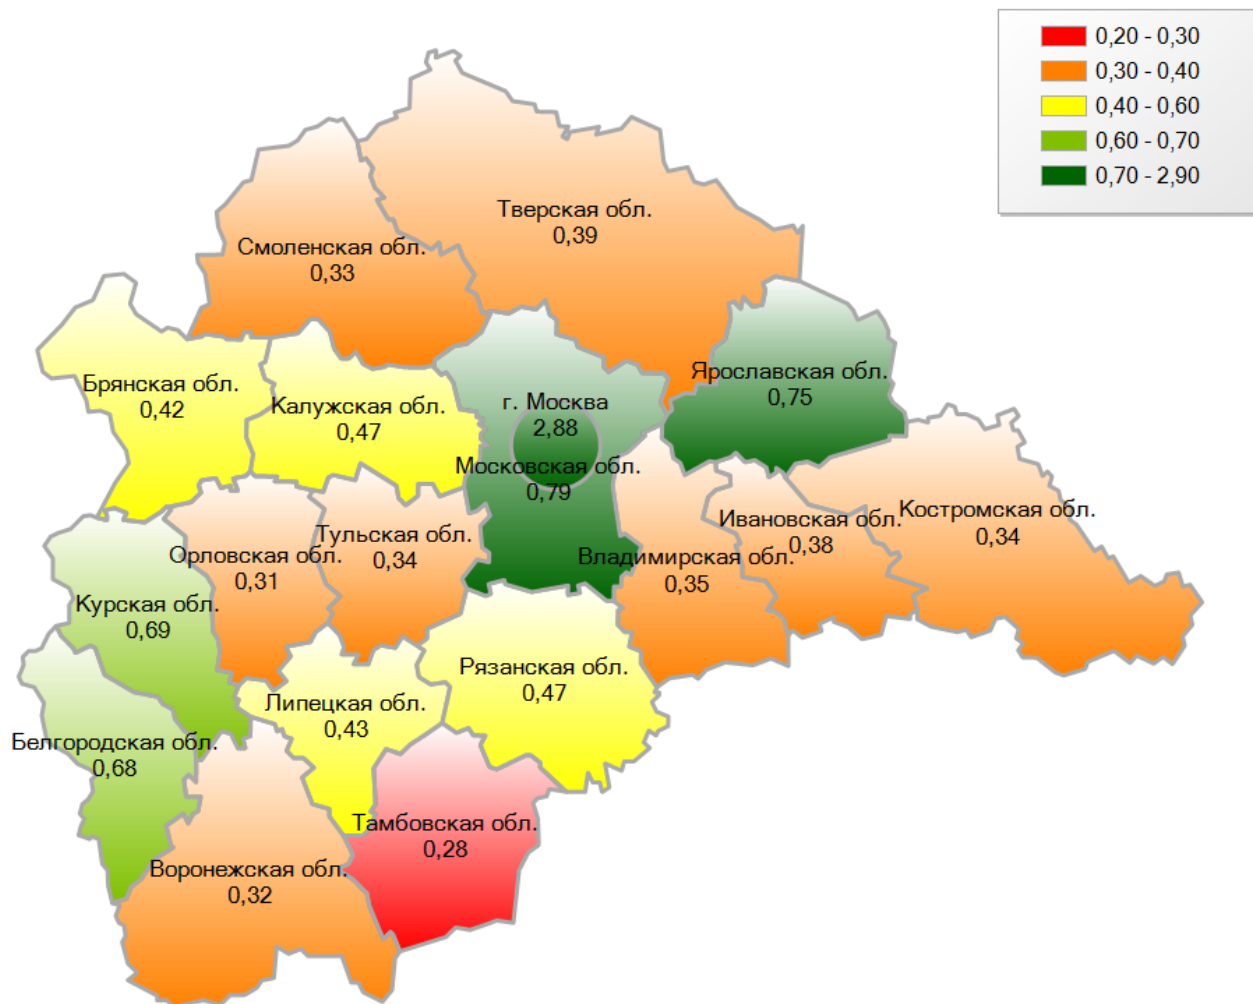 0,20 - 0,30
0,30 - 0,40
0,40 - 0,60
0,60 - 0,70
0,70 - 2,90
Тверская обл.
0,39
Смоленская обл.
0,33
Ярославская обл.
0,75
Брянская обл.
0,42
Калужская обл.
0,47
г. Москва
2,88
Московская обл.
0,79
Костромская обл.
0,34
Ивановская обл.
0,38
Тульская обл.
0,34
Орловская обл.
0,31
Владимирская обл.
0,35
Курская обл.
0,69
Рязанская обл.
0,47
Липецкая обл.
0,43
Белгородская обл.
0,68
Тамбовская обл.
0,28
Воронежская обл.
0,32